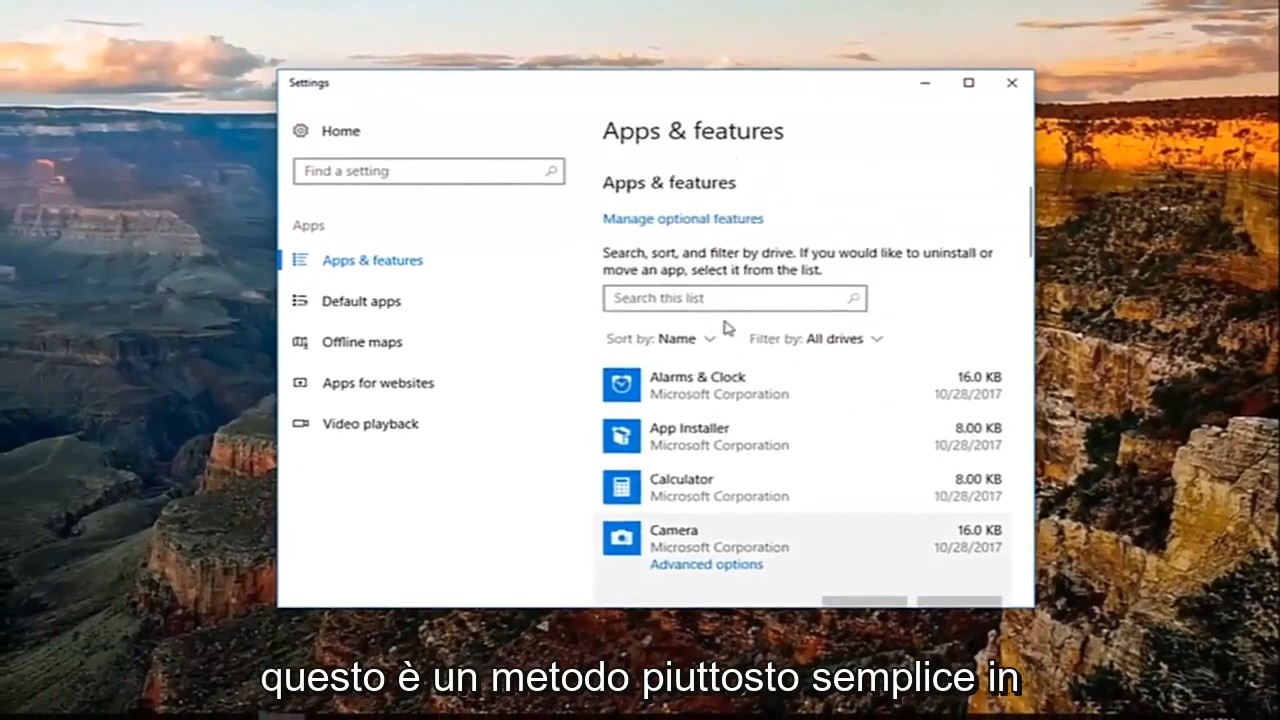 Settings
Home
Find a setting
Apps
Apps & features
Default apps
Offline maps
Apps for websites
Video playback
Apps & features
Apps & features
Manage optional features
Search, sort, and filter by drive. If you would like to uninstall or
move an app, select it from the list.
Search this list
Sort by: Name Filter by: All drives
Alarms & Clock 16.0 KB
Microsoft Corporation 10/28/2017
App Installer 8.00 KB
Microsoft Corporation 10/28/2017
Calculator 8.00 KB
Microsoft Corporation 10/28/2017
Camera 16.0 KB
Microsoft Corporation 10/28/2017
Advanced options
questo è un metodo piuttosto semplice in